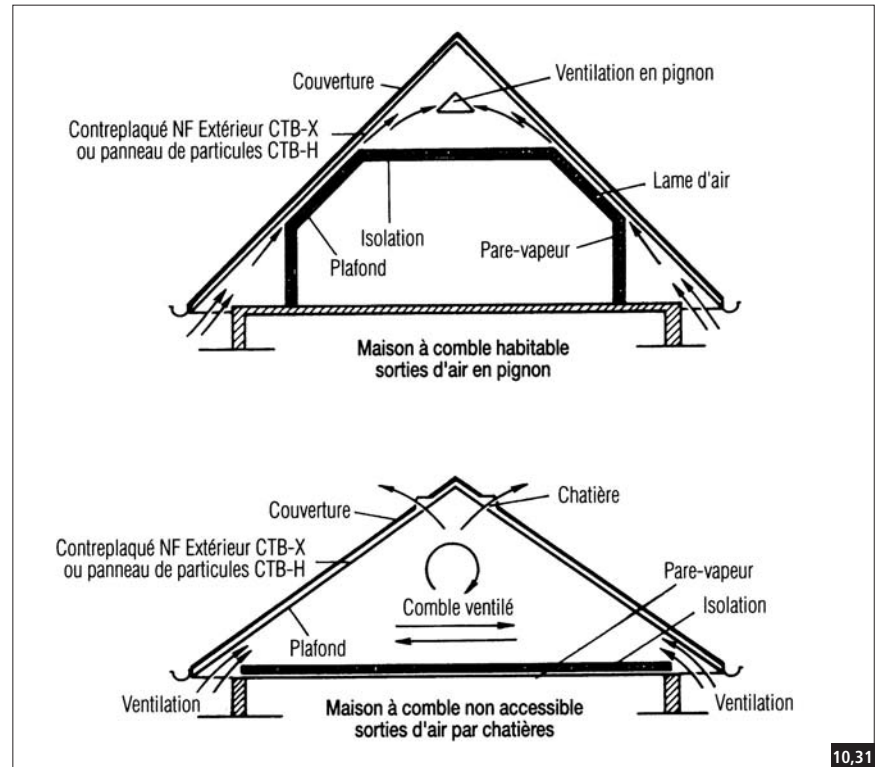 Couverture
Ventilation en pignon
Contreplaqué NF Extérieur CTB-X
ou panneau de particules CTB-H
Lame d'air
Isolation
Pare-vapeur
Plafond
Maison à comble habitable
sorties d'air en pignon
Chatière
Couverture
Contreplaqué NF Extérieur CTB-X
ou panneau de particules CTB-H
Pare-vapeur
Isolation
Comble ventilé
Plafond
Ventilation
Ventilation
Maison à comble non accessible
sorties d'air par chatières
10,31